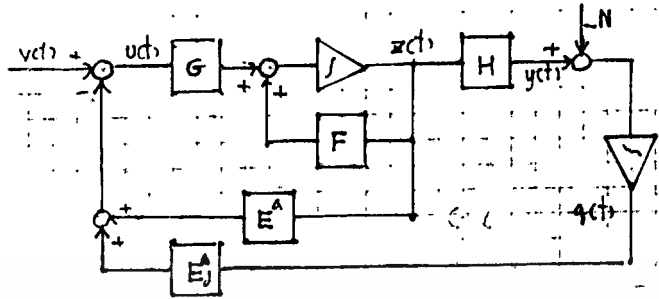 v(t) + u(t) G + ∫ z(t) H + y(t) N
- + +
F
∫
+ E^A
q(t)
+ E_J^A